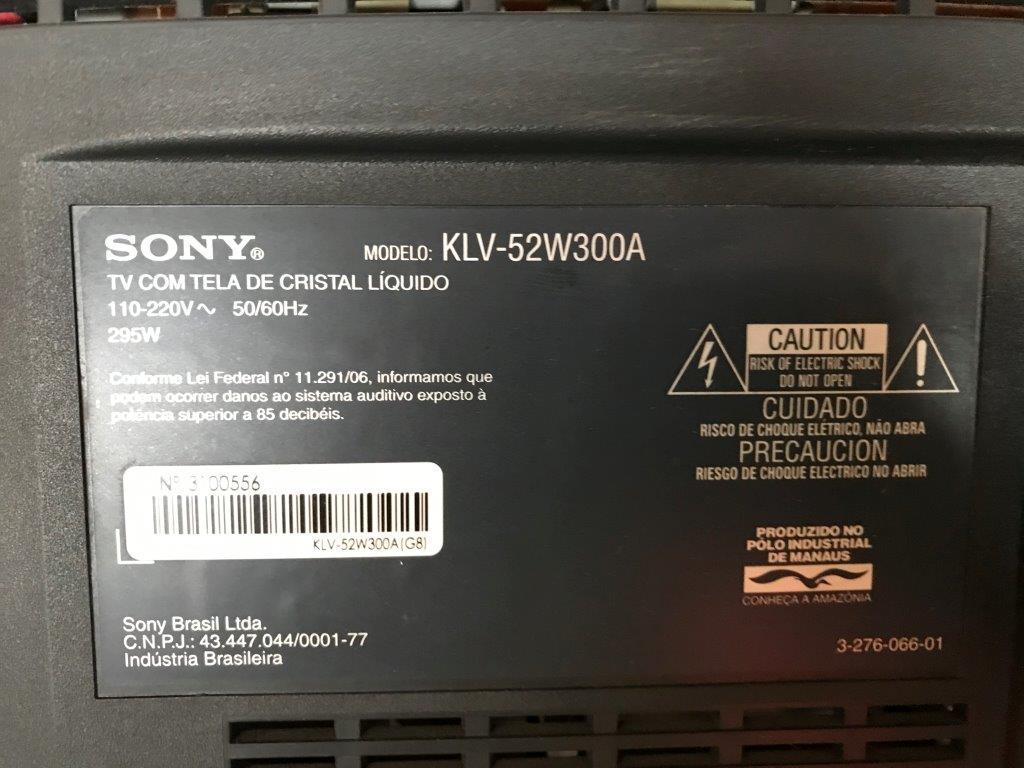 SONY®
MODELO: KLV-52W300A
TV COM TELA DE CRISTAL LÍQUIDO
110-220V ~ 50/60Hz
295W
Conforme Lei Federal nº 11.291/06, informamos que
podem ocorrer danos ao sistema auditivo exposto à
potência superior a 85 decibéis.
CAUTION
RISK OF ELECTRIC SHOCK
DO NOT OPEN
CUIDADO
RISCO DE CHOQUE ELÉTRICO, NÃO ABRA
PRECAUCION
RIESGO DE CHOQUE ELECTRICO NO ABRIR
Nº 3100556
KLV-52W300A(G8)
PRODUZIDO NO
PÓLO INDUSTRIAL
DE MANAUS
CONHEÇA A AMAZÔNIA
Sony Brasil Ltda.
C.N.P.J.: 43.447.044/0001-77
Indústria Brasileira
3-276-066-01